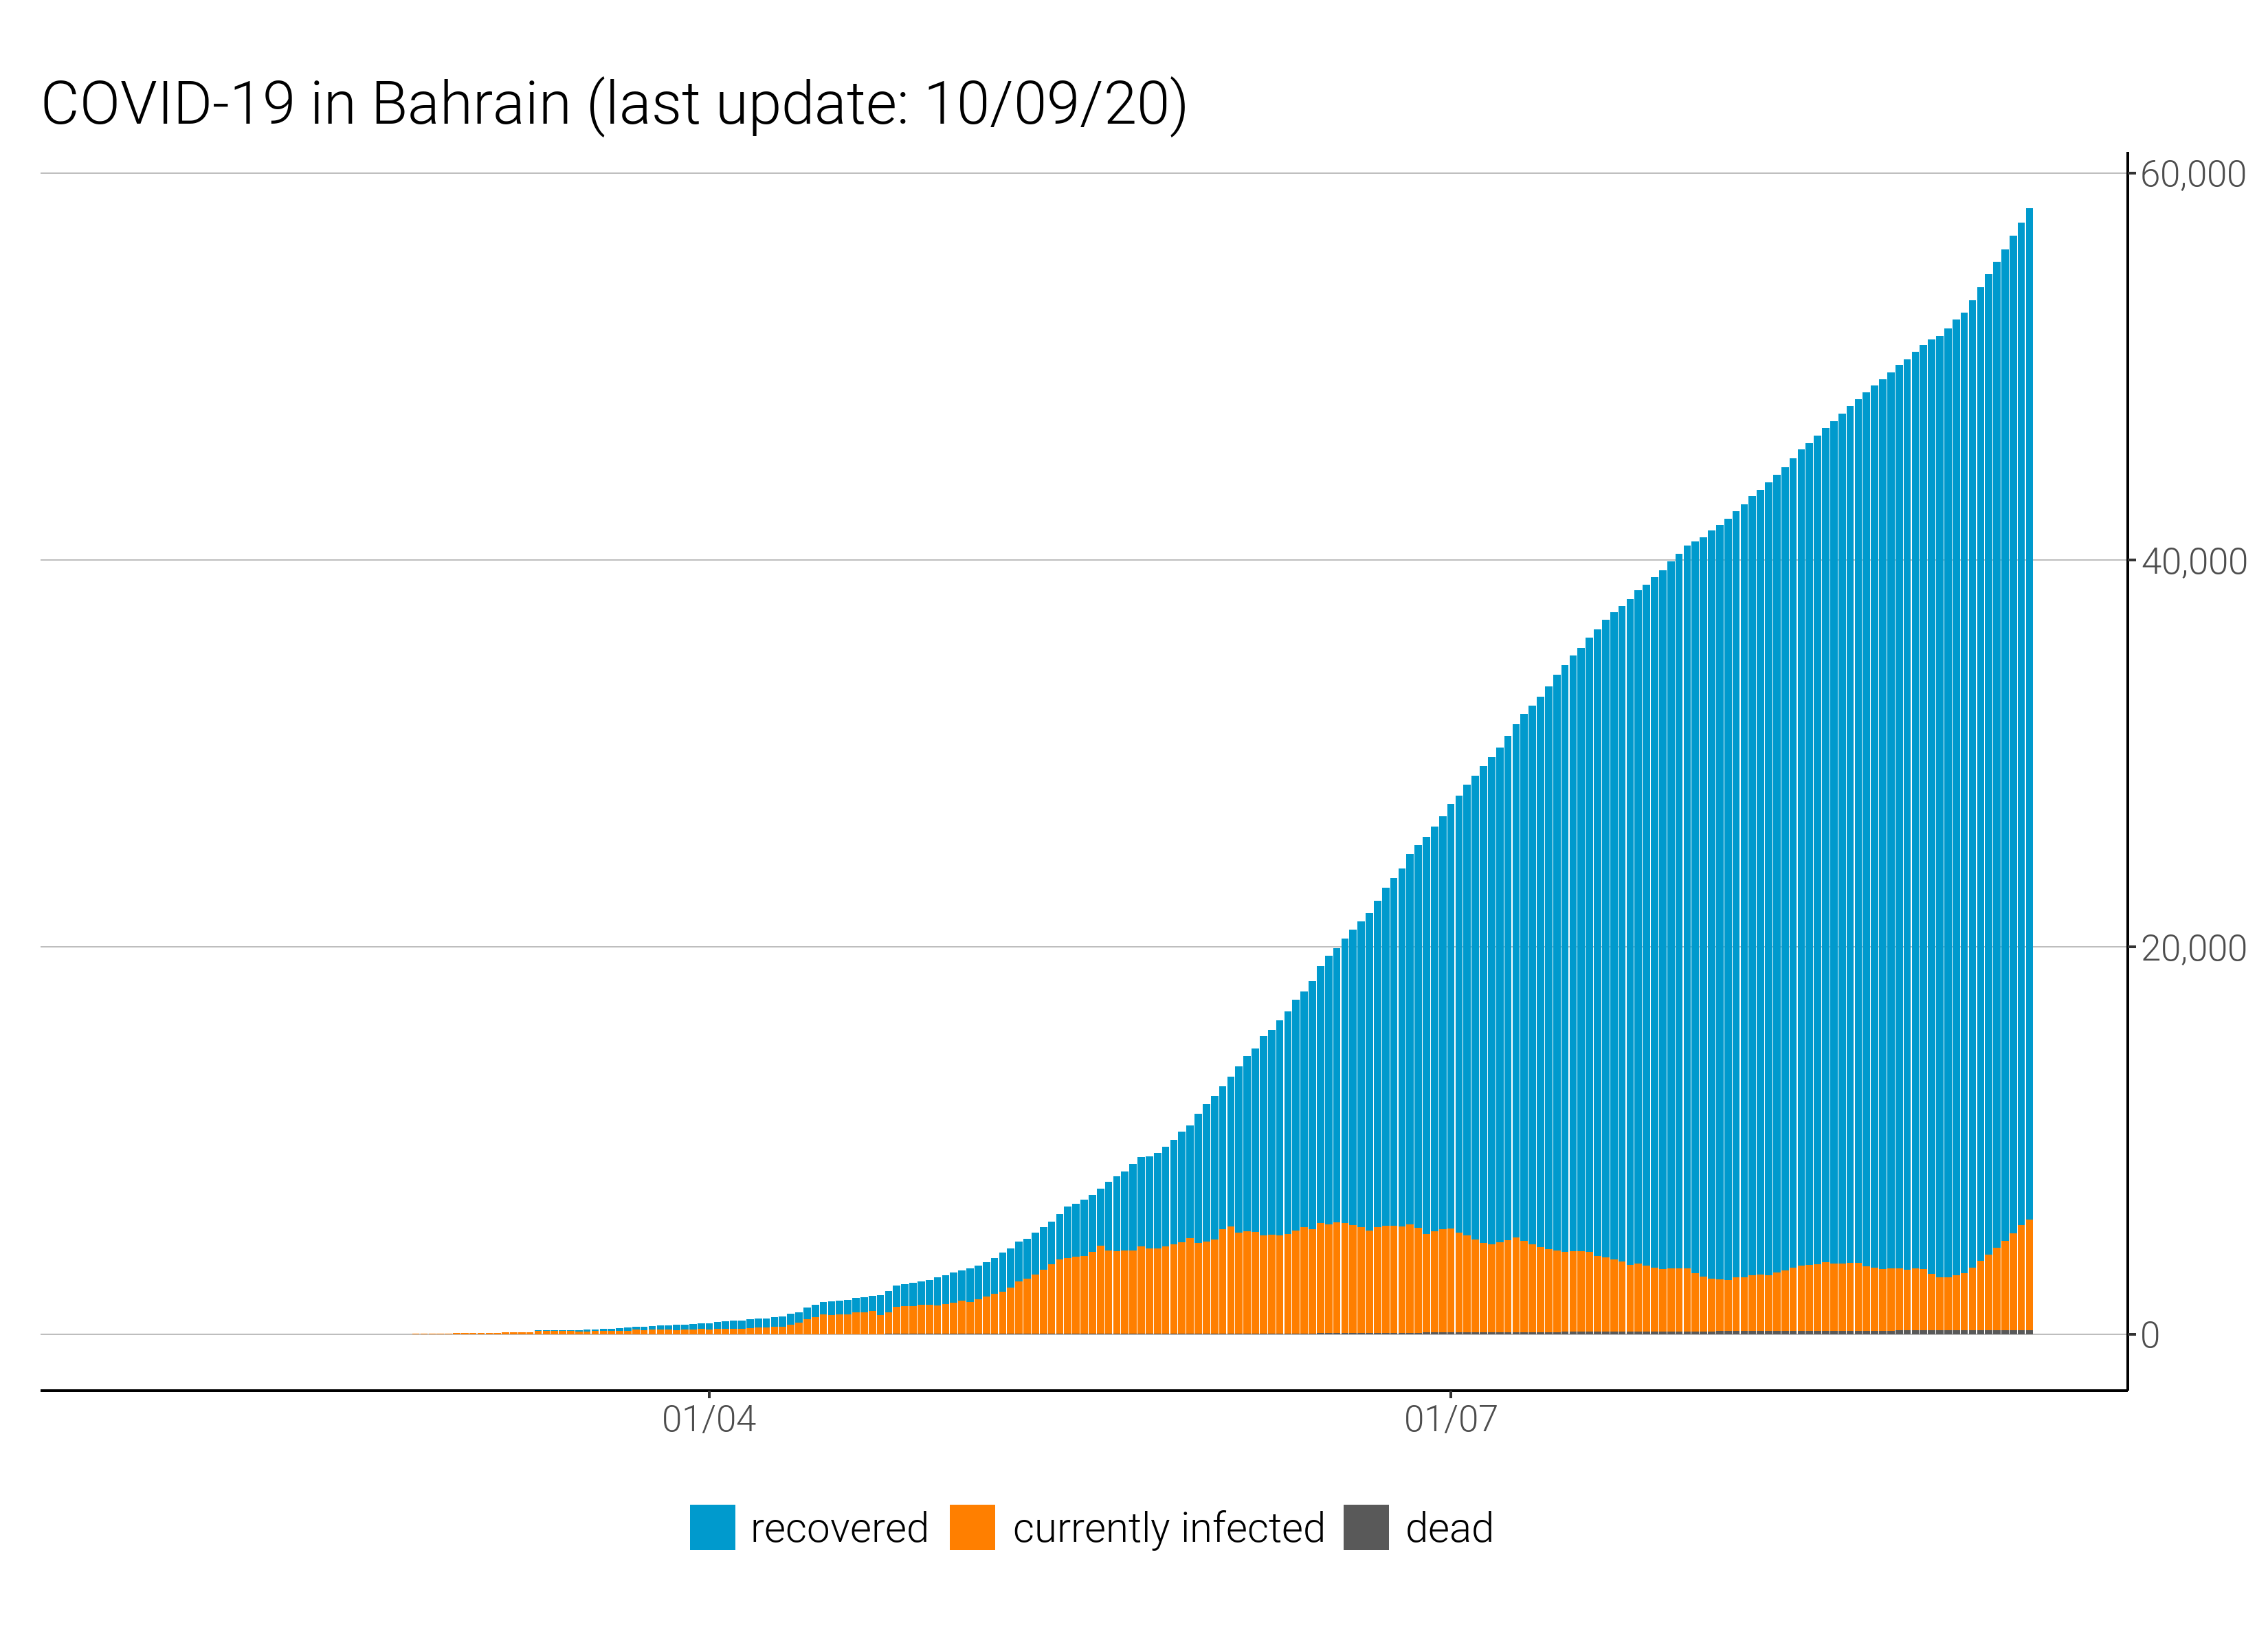 COVID-19 in Bahrain (last update: 10/09/20)
60,000
40,000
20,000
0
01/04 01/07
recovered currently infected dead